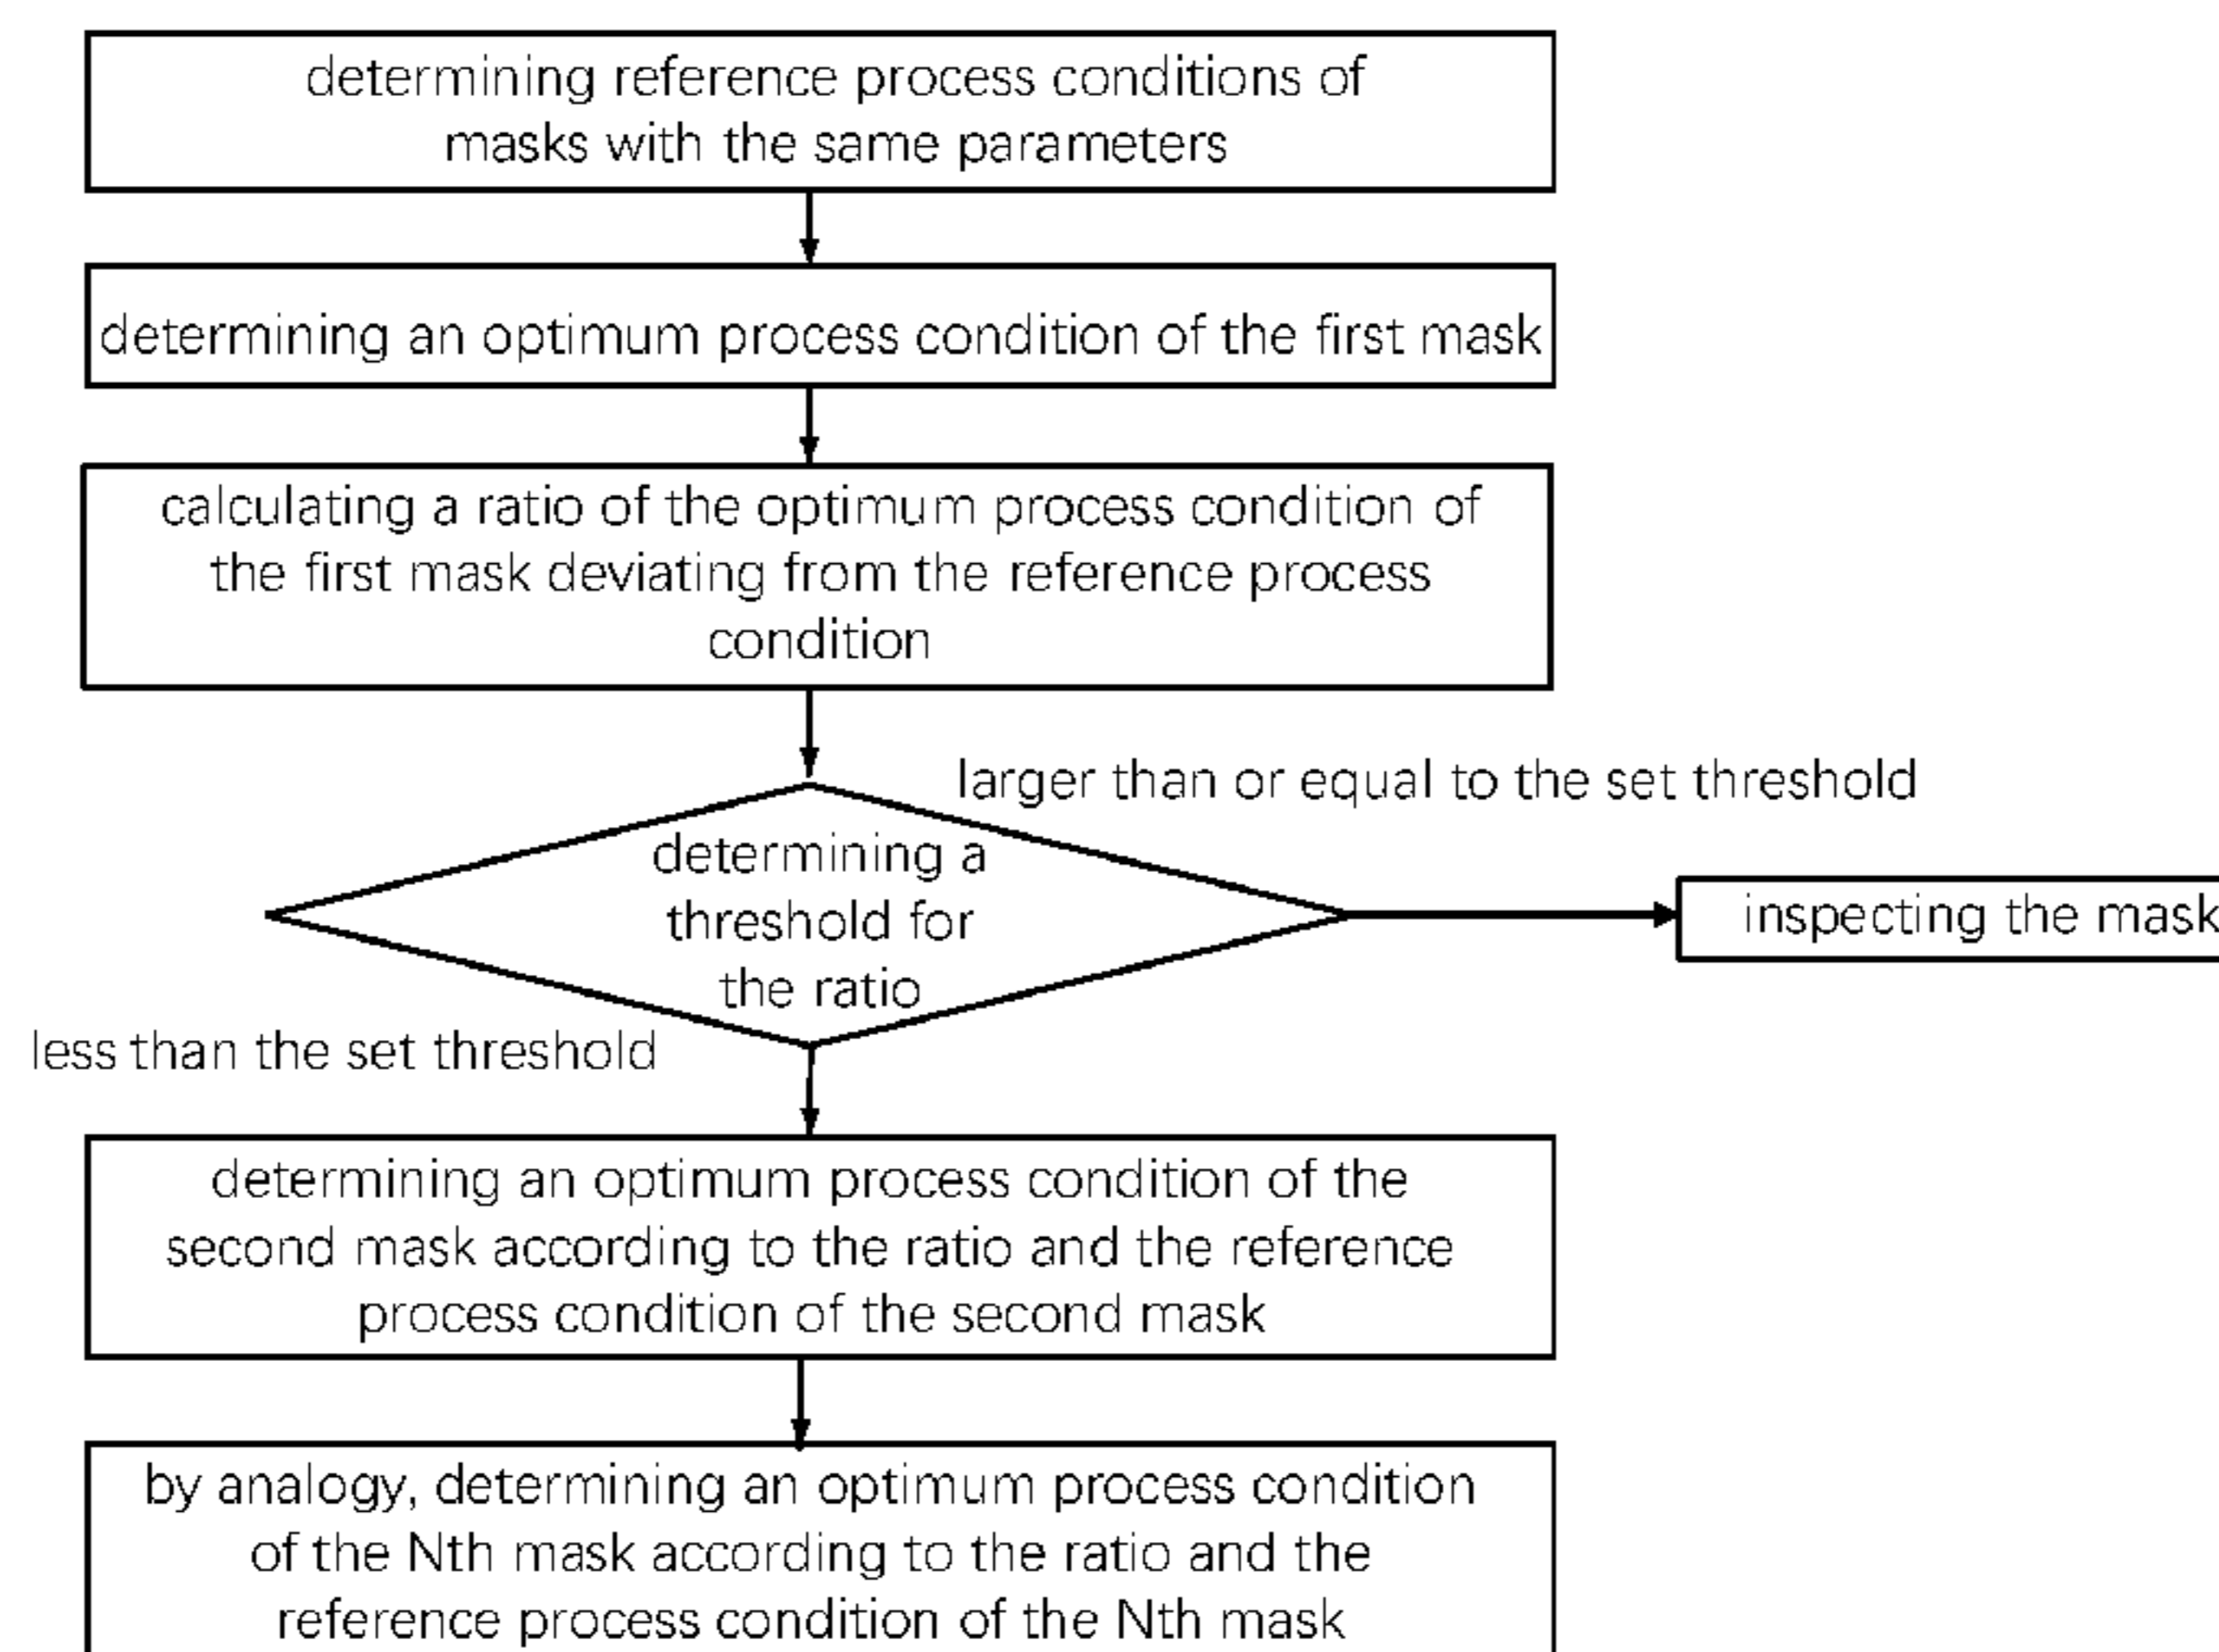 determining reference process conditions of
masks with the same parameters
determining an optimum process condition of the first mask
calculating a ratio of the optimum process condition of
the first mask deviating from the reference process
condition
larger than or equal to the set threshold
determining a
threshold for
the ratio
inspecting the mask
less than the set threshold
determining an optimum process condition of the
second mask according to the ratio and the reference
process condition of the second mask
by analogy, determining an optimum process condition
of the Nth mask according to the ratio and the
reference process condition of the Nth mask